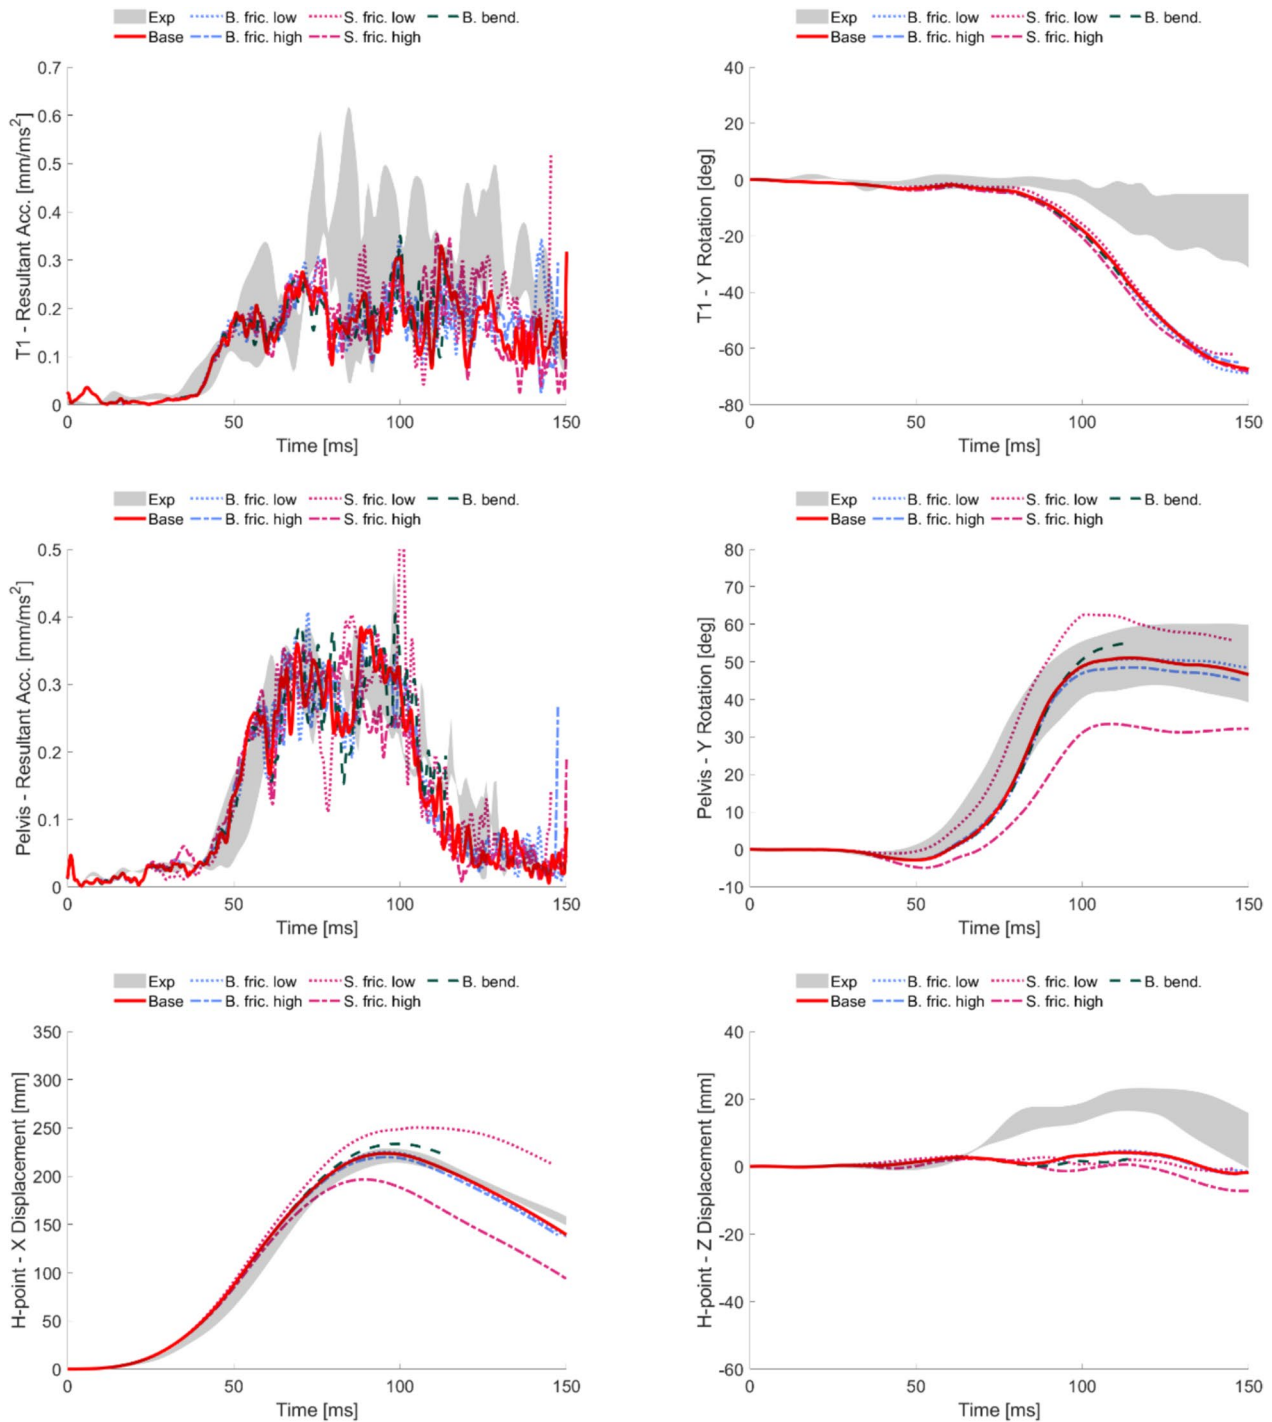 Exp B. fric. low S. fric. low B. bend.
Base B. fric. high S. fric. high
0.7
0.6
0.5
0.4
0.3
0.2
0.1
0
T1 - Resultant Acc. [mm/ms²]
0 50 100 150
Time [ms]
Exp B. fric. low S. fric. low B. bend.
Base B. fric. high S. fric. high
40
20
0
-20
-40
-60
-80
T1 - Y Rotation [deg]
0 50 100 150
Time [ms]
Exp B. fric. low S. fric. low B. bend.
Base B. fric. high S. fric. high
0.5
0.4
0.3
0.2
0.1
0
Pelvis - Resultant Acc. [mm/ms²]
0 50 100 150
Time [ms]
Exp B. fric. low S. fric. low B. bend.
Base B. fric. high S. fric. high
80
70
60
50
40
30
20
10
0
-10
Pelvis - Y Rotation [deg]
0 50 100 150
Time [ms]
Exp B. fric. low S. fric. low B. bend.
Base B. fric. high S. fric. high
350
300
250
200
150
100
50
0
H-point - X Displacement [mm]
0 50 100 150
Time [ms]
Exp B. fric. low S. fric. low B. bend.
Base B. fric. high S. fric. high
40
20
0
-20
-40
-60
H-point - Z Displacement [mm]
0 50 100 150
Time [ms]